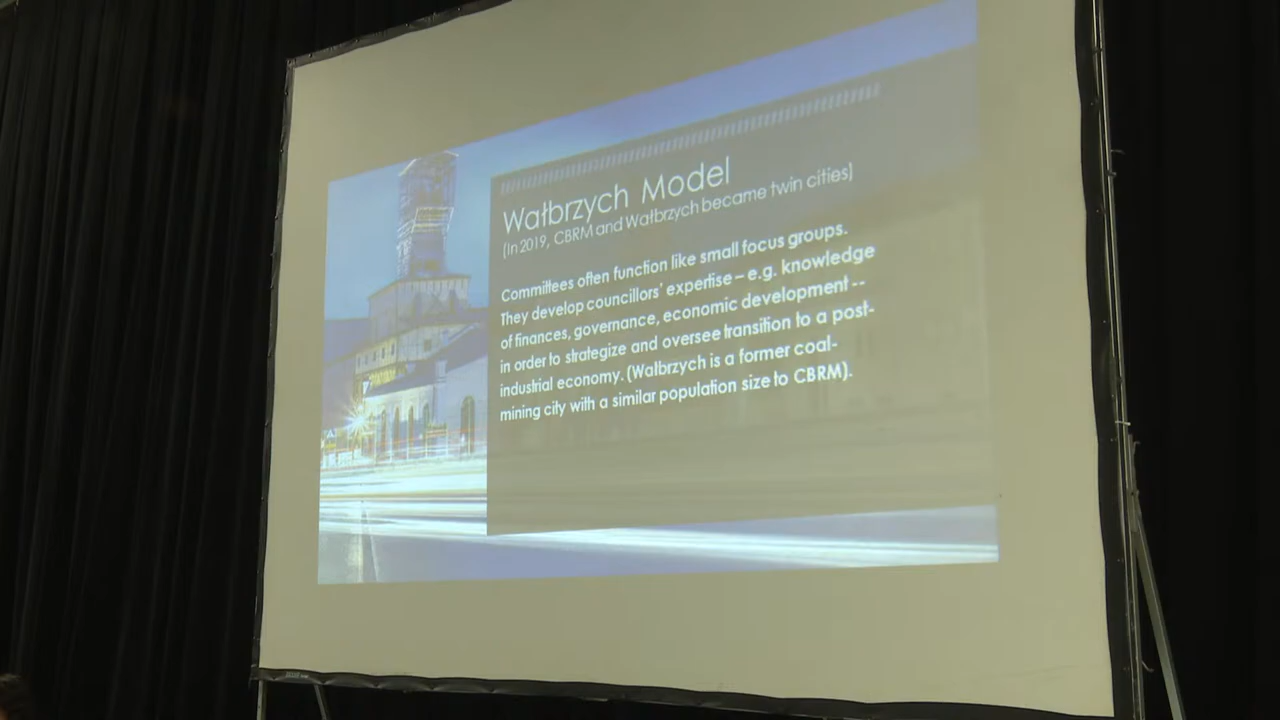 Wałbrzych Model
(In 2019, CBRM and Wałbrzych became twin cities)
Committees often function like small focus groups.
They develop councillors' expertise – e.g. knowledge
of finances, governance, economic development --
in order to strategize and oversee transition to a post-
industrial economy. (Walbrzych is a former coal-
mining city with a similar population size to CBRM).